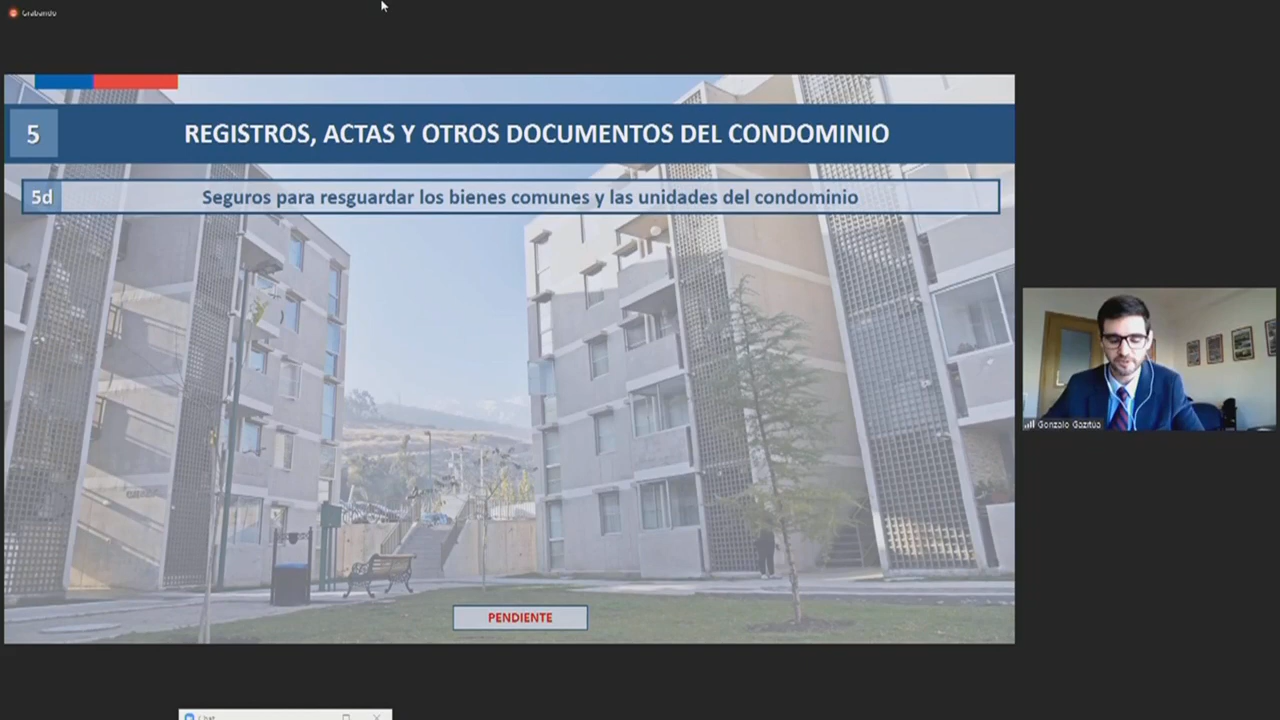 Grabando
5
REGISTROS, ACTAS Y OTROS DOCUMENTOS DEL CONDOMINIO
5d
Seguros para resguardar los bienes comunes y las unidades del condominio
Gonzalo Gazitúa
PENDIENTE
Chat